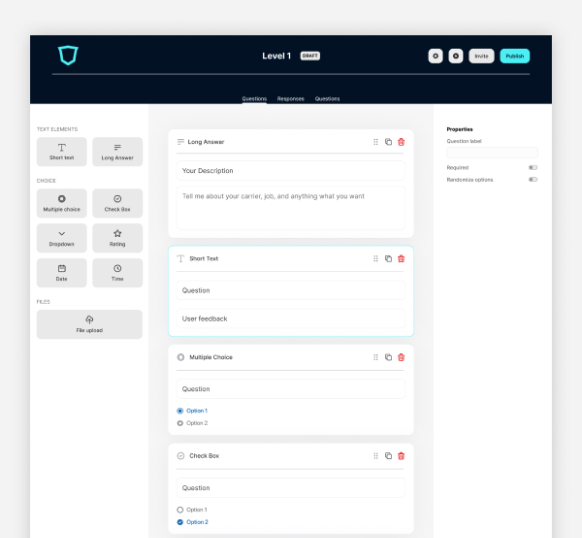 Level 1 DRAFT
Invite Publish
Questions Responses Questions
TEXT ELEMENTS
Short text Long Answer
CHOICE
Multiple choice Check Box
Dropdown Rating
Date Time
FILES
File upload
Long Answer
Your Description
Tell me about your carrier, job, and anything what you want
Short Text
Question
User feedback
Multiple Choice
Question
Option 1
Option 2
Check Box
Question
Option 1
Option 2
Properties
Question label
Required
Randomize options